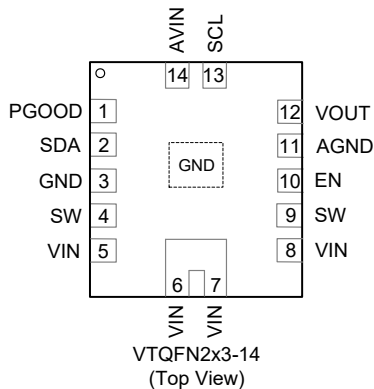 AVIN SCL
14 13
PGOOD 1 12 VOUT
SDA 2 11 AGND
GND
GND 3 10 EN
SW 4 9 SW
VIN 5 8 VIN
6 7
VIN VIN
VTQFN2x3-14
(Top View)